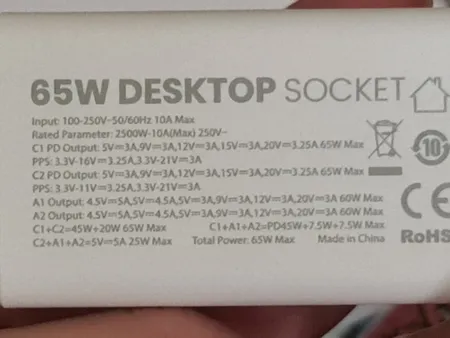 65W DESKTOP SOCKET
Input: 100-250V~50/60Hz 10A Max
Rated Parameter: 2500W-10A(Max) 250V~
C1 PD Output: 5V⎓3A,9V⎓3A,12V⎓3A,15V⎓3A,20V⎓3.25A 65W Max
PPS: 3.3V-16V⎓3.25A,3.3V-21V⎓3A
C2 PD Output: 5V⎓3A,9V⎓3A,12V⎓3A,15V⎓3A,20V⎓3.25A 65W Max
PPS: 3.3V-11V⎓3.25A,3.3V-21V⎓3A
A1 Output: 4.5V⎓5A,5V⎓4.5A,5V⎓3A,9V⎓3A,12V⎓3A,20V⎓3A 60W Max
A2 Output: 4.5V⎓5A,5V⎓4.5A,5V⎓3A,9V⎓3A,12V⎓3A,20V⎓3A 60W Max
C1+C2=45W+20W 65W Max C1+A1+A2=PD45W+7.5W+7.5W Max
C2+A1+A2=5V⎓5A 25W Max Total Power: 65W Max Made in China
10
CE
RoHS